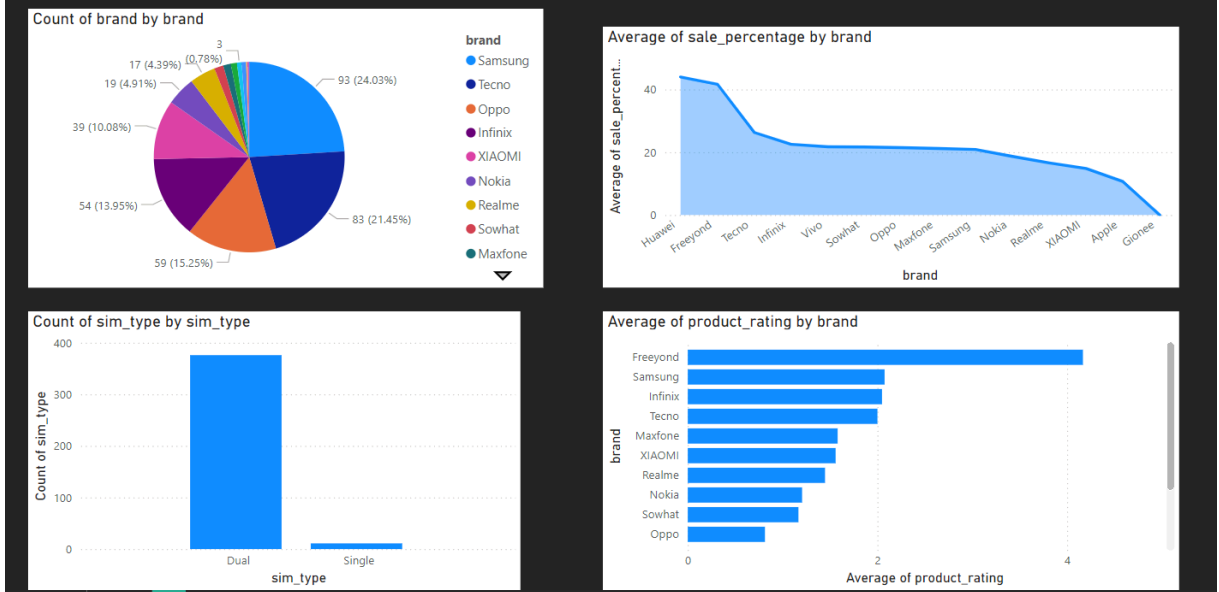 Count of brand by brand
3
(0.78%)
17 (4.39%)
19 (4.91%)
39 (10.08%)
54 (13.95%)
59 (15.25%)
83 (21.45%)
93 (24.03%)
brand
Samsung
Tecno
Oppo
Infinix
XIAOMI
Nokia
Realme
Sowhat
Maxfone
Average of sale_percentage by brand
Average of sale_percent...
40
20
0
Huawei
Freeyond
Tecno
Infinix
Vivo
Sowhat
Oppo
Maxfone
Samsung
Nokia
Realme
XIAOMI
Apple
Gionee
brand
Count of sim_type by sim_type
Count of sim_type
400
300
200
100
0
Dual
Single
sim_type
Average of product_rating by brand
brand
Freeyond
Samsung
Infinix
Tecno
Maxfone
XIAOMI
Realme
Nokia
Sowhat
Oppo
0
2
4
Average of product_rating